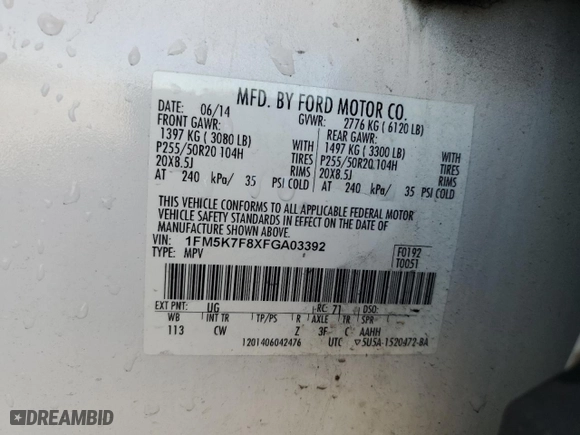 MFD. BY FORD MOTOR CO.
DATE: 06/14 GVWR: 2776 KG ( 6120 LB)
FRONT GAWR: REAR GAWR:
1397 KG ( 3080 LB) WITH 1497 KG ( 3300 LB) WITH
P255/50R20 104H TIRES P255/50R20 104H TIRES
20X8.5J RIMS 20X8.5J RIMS
AT 240 kPa/ 35 PSI COLD AT 240 kPa/ 35 PSI COLD
THIS VEHICLE CONFORMS TO ALL APPLICABLE FEDERAL MOTOR
VEHICLE SAFETY STANDARDS IN EFFECT ON THE DATE OF
MANUFACTURE SHOWN ABOVE.
VIN: 1FM5K7F8XFGA03392 F0192
TYPE: MPV T0051
EXT PNT: UG RC: 71 DSO:
WB INT TR TP/PS R AXLE TR SPR
113 CW Z 3F C AAHH
1201406042476 UTC ▽5U5A-1520472-BA
DREAMBID